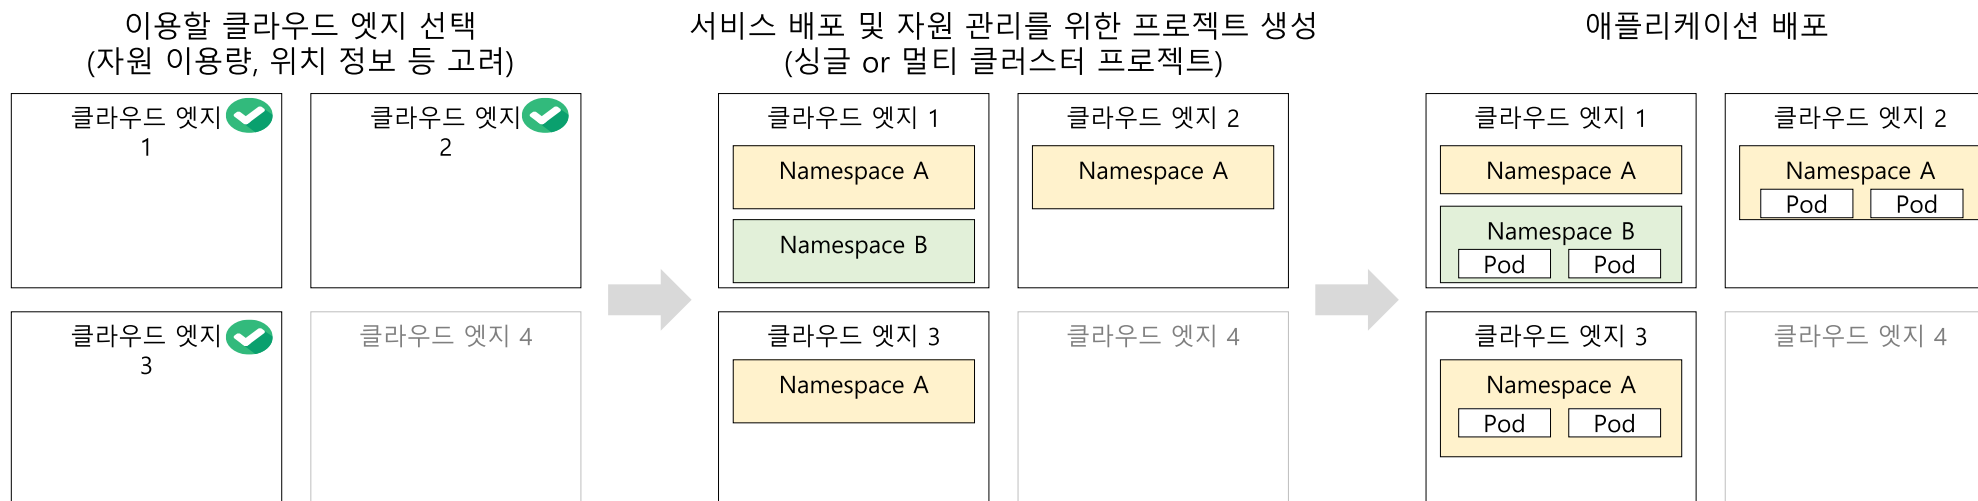 이용할 클라우드 엣지 선택
(자원 이용량, 위치 정보 등 고려)
클라우드 엣지
1
클라우드 엣지
2
클라우드 엣지
3
클라우드 엣지 4
서비스 배포 및 자원 관리를 위한 프로젝트 생성
(싱글 or 멀티 클러스터 프로젝트)
클라우드 엣지 1
Namespace A
Namespace B
클라우드 엣지 2
Namespace A
클라우드 엣지 3
Namespace A
클라우드 엣지 4
애플리케이션 배포
클라우드 엣지 1
Namespace A
Namespace B
Pod Pod
클라우드 엣지 2
Namespace A
Pod Pod
클라우드 엣지 3
Namespace A
Pod Pod
클라우드 엣지 4